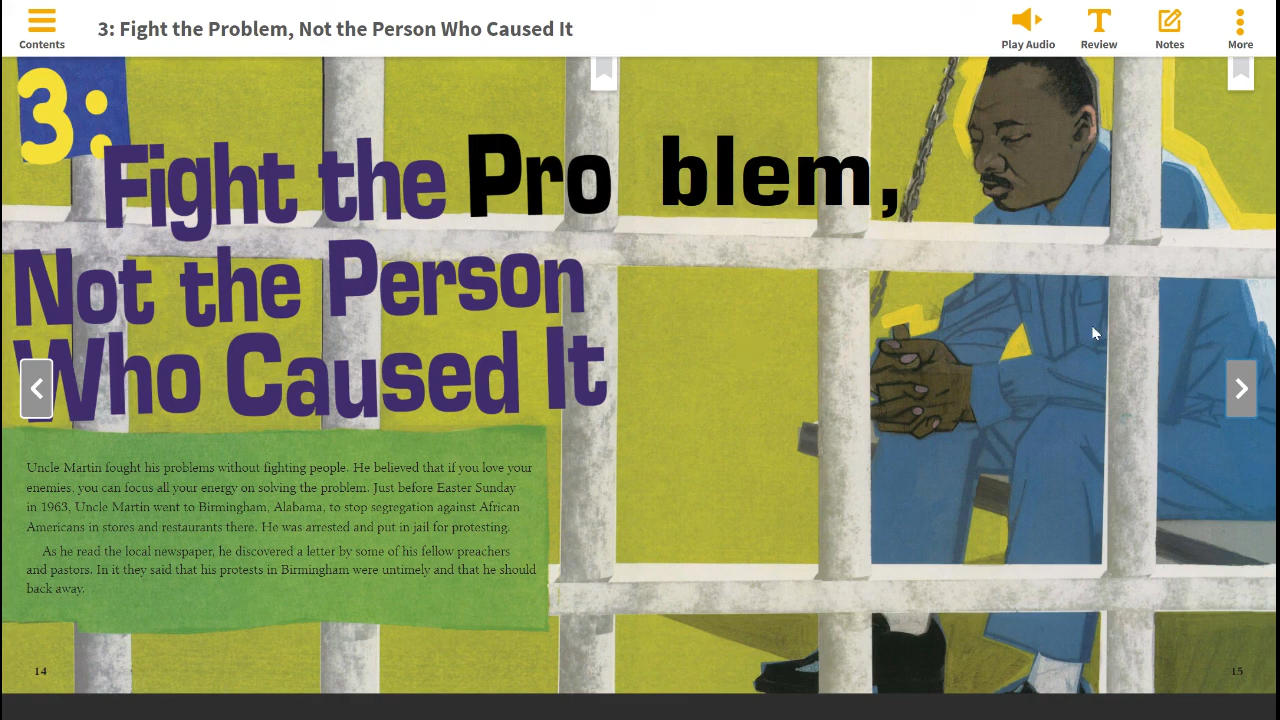 3: Fight the Problem, Not the Person Who Caused It
Contents
Play Audio
Review
Notes
More
3:
Fight the Pro blem,
Not the Person
Who Caused It
Uncle Martin fought his problems without fighting people. He believed that if you love your
enemies, you can focus all your energy on solving the problem. Just before Easter Sunday
in 1963, Uncle Martin went to Birmingham, Alabama, to stop segregation against African
Americans in stores and restaurants there. He was arrested and put in jail for protesting.
As he read the local newspaper, he discovered a letter by some of his fellow preachers
and pastors. In it they said that his protests in Birmingham were untimely and that he should
back away.
14
15